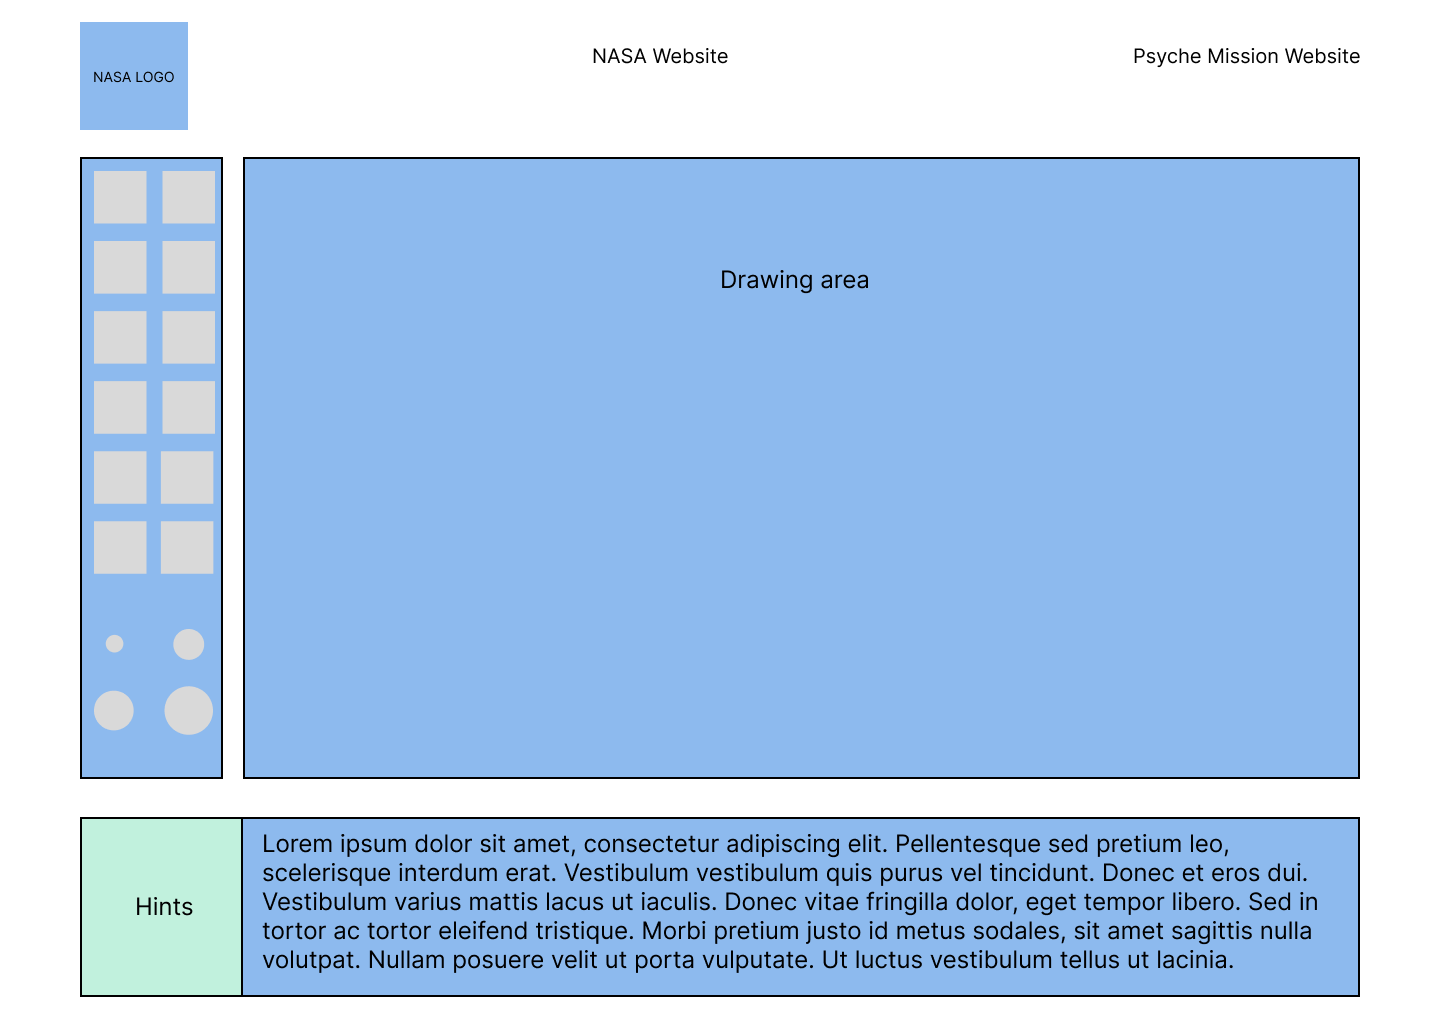 NASA LOGO
NASA Website
Psyche Mission Website
Drawing area
Hints
Lorem ipsum dolor sit amet, consectetur adipiscing elit. Pellentesque sed pretium leo,
scelerisque interdum erat. Vestibulum vestibulum quis purus vel tincidunt. Donec et eros dui.
Vestibulum varius mattis lacus ut iaculis. Donec vitae fringilla dolor, eget tempor libero. Sed in
tortor ac tortor eleifend tristique. Morbi pretium justo id metus sodales, sit amet sagittis nulla
volutpat. Nullam posuere velit ut porta vulputate. Ut luctus vestibulum tellus ut lacinia.